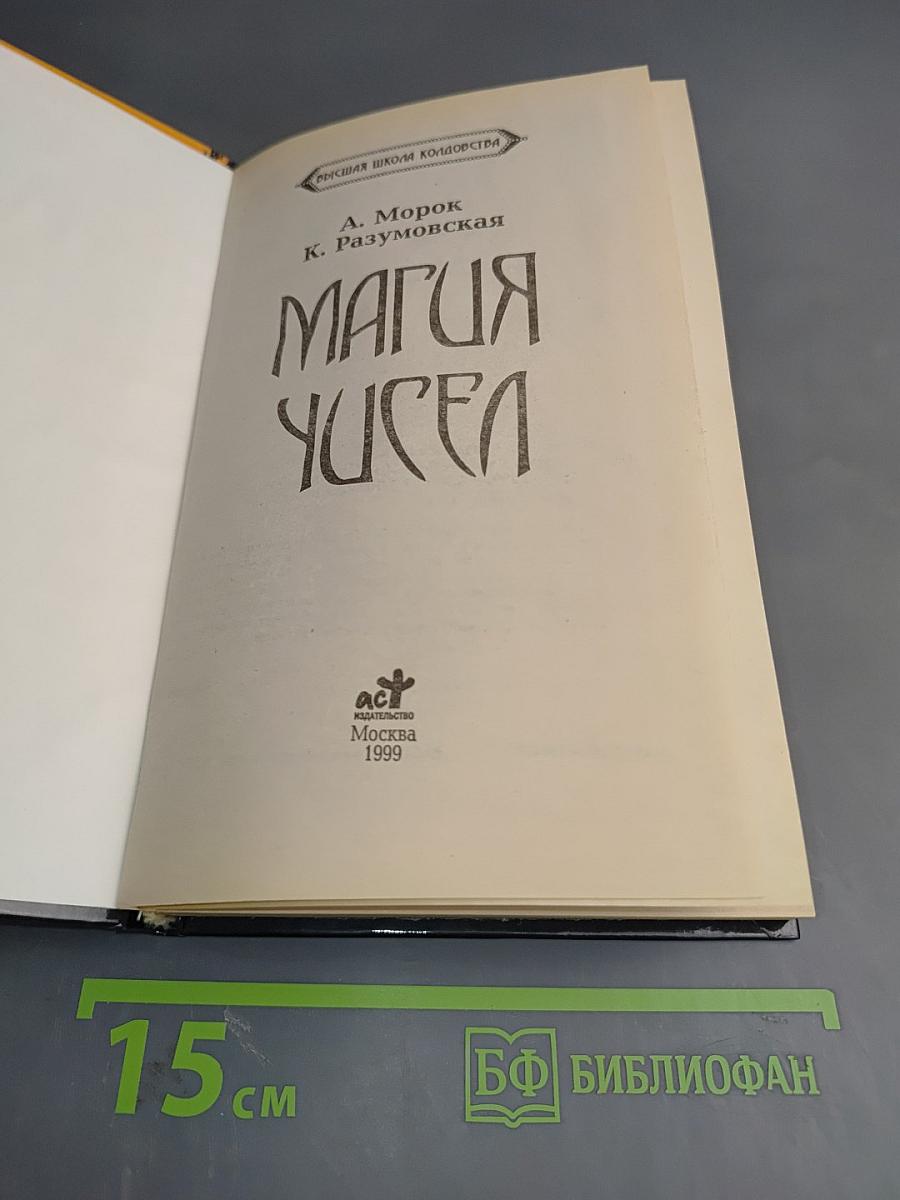 ВЫСШАЯ ШКОЛА КОЛДОВСТВА
А. Морок
К. Разумовская
МАГИЯ
ЧИСЕЛ
аст
ИЗДАТЕЛЬСТВО
Москва
1999
15 см
БФ БИБЛИОФАН